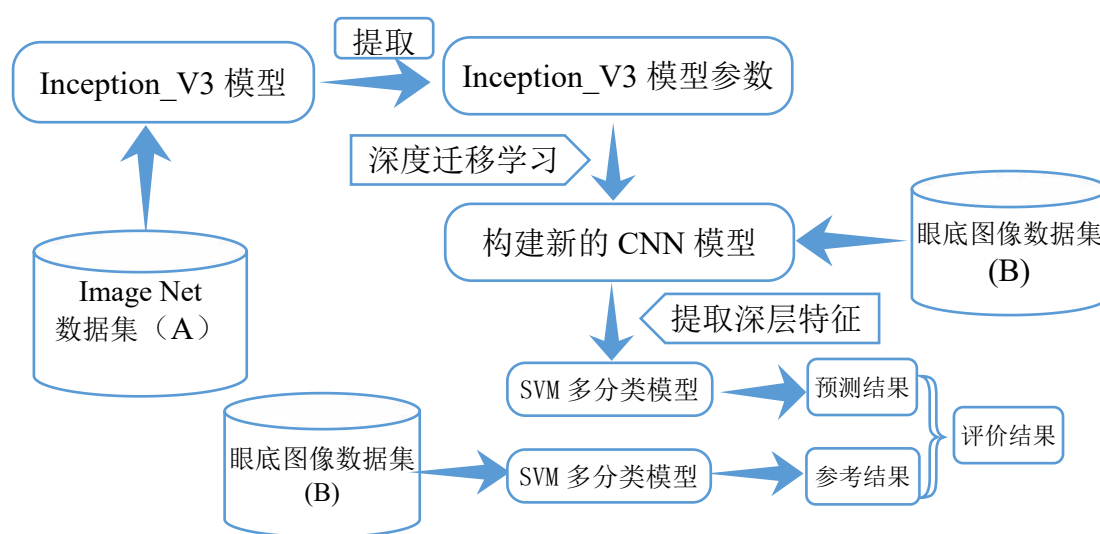 提取
Inception_V3 模型
Inception_V3 模型参数
深度迁移学习
构建新的 CNN 模型
眼底图像数据集
(B)
Image Net
数据集（A）
提取深层特征
SVM 多分类模型
预测结果
评价结果
眼底图像数据集
(B)
SVM 多分类模型
参考结果